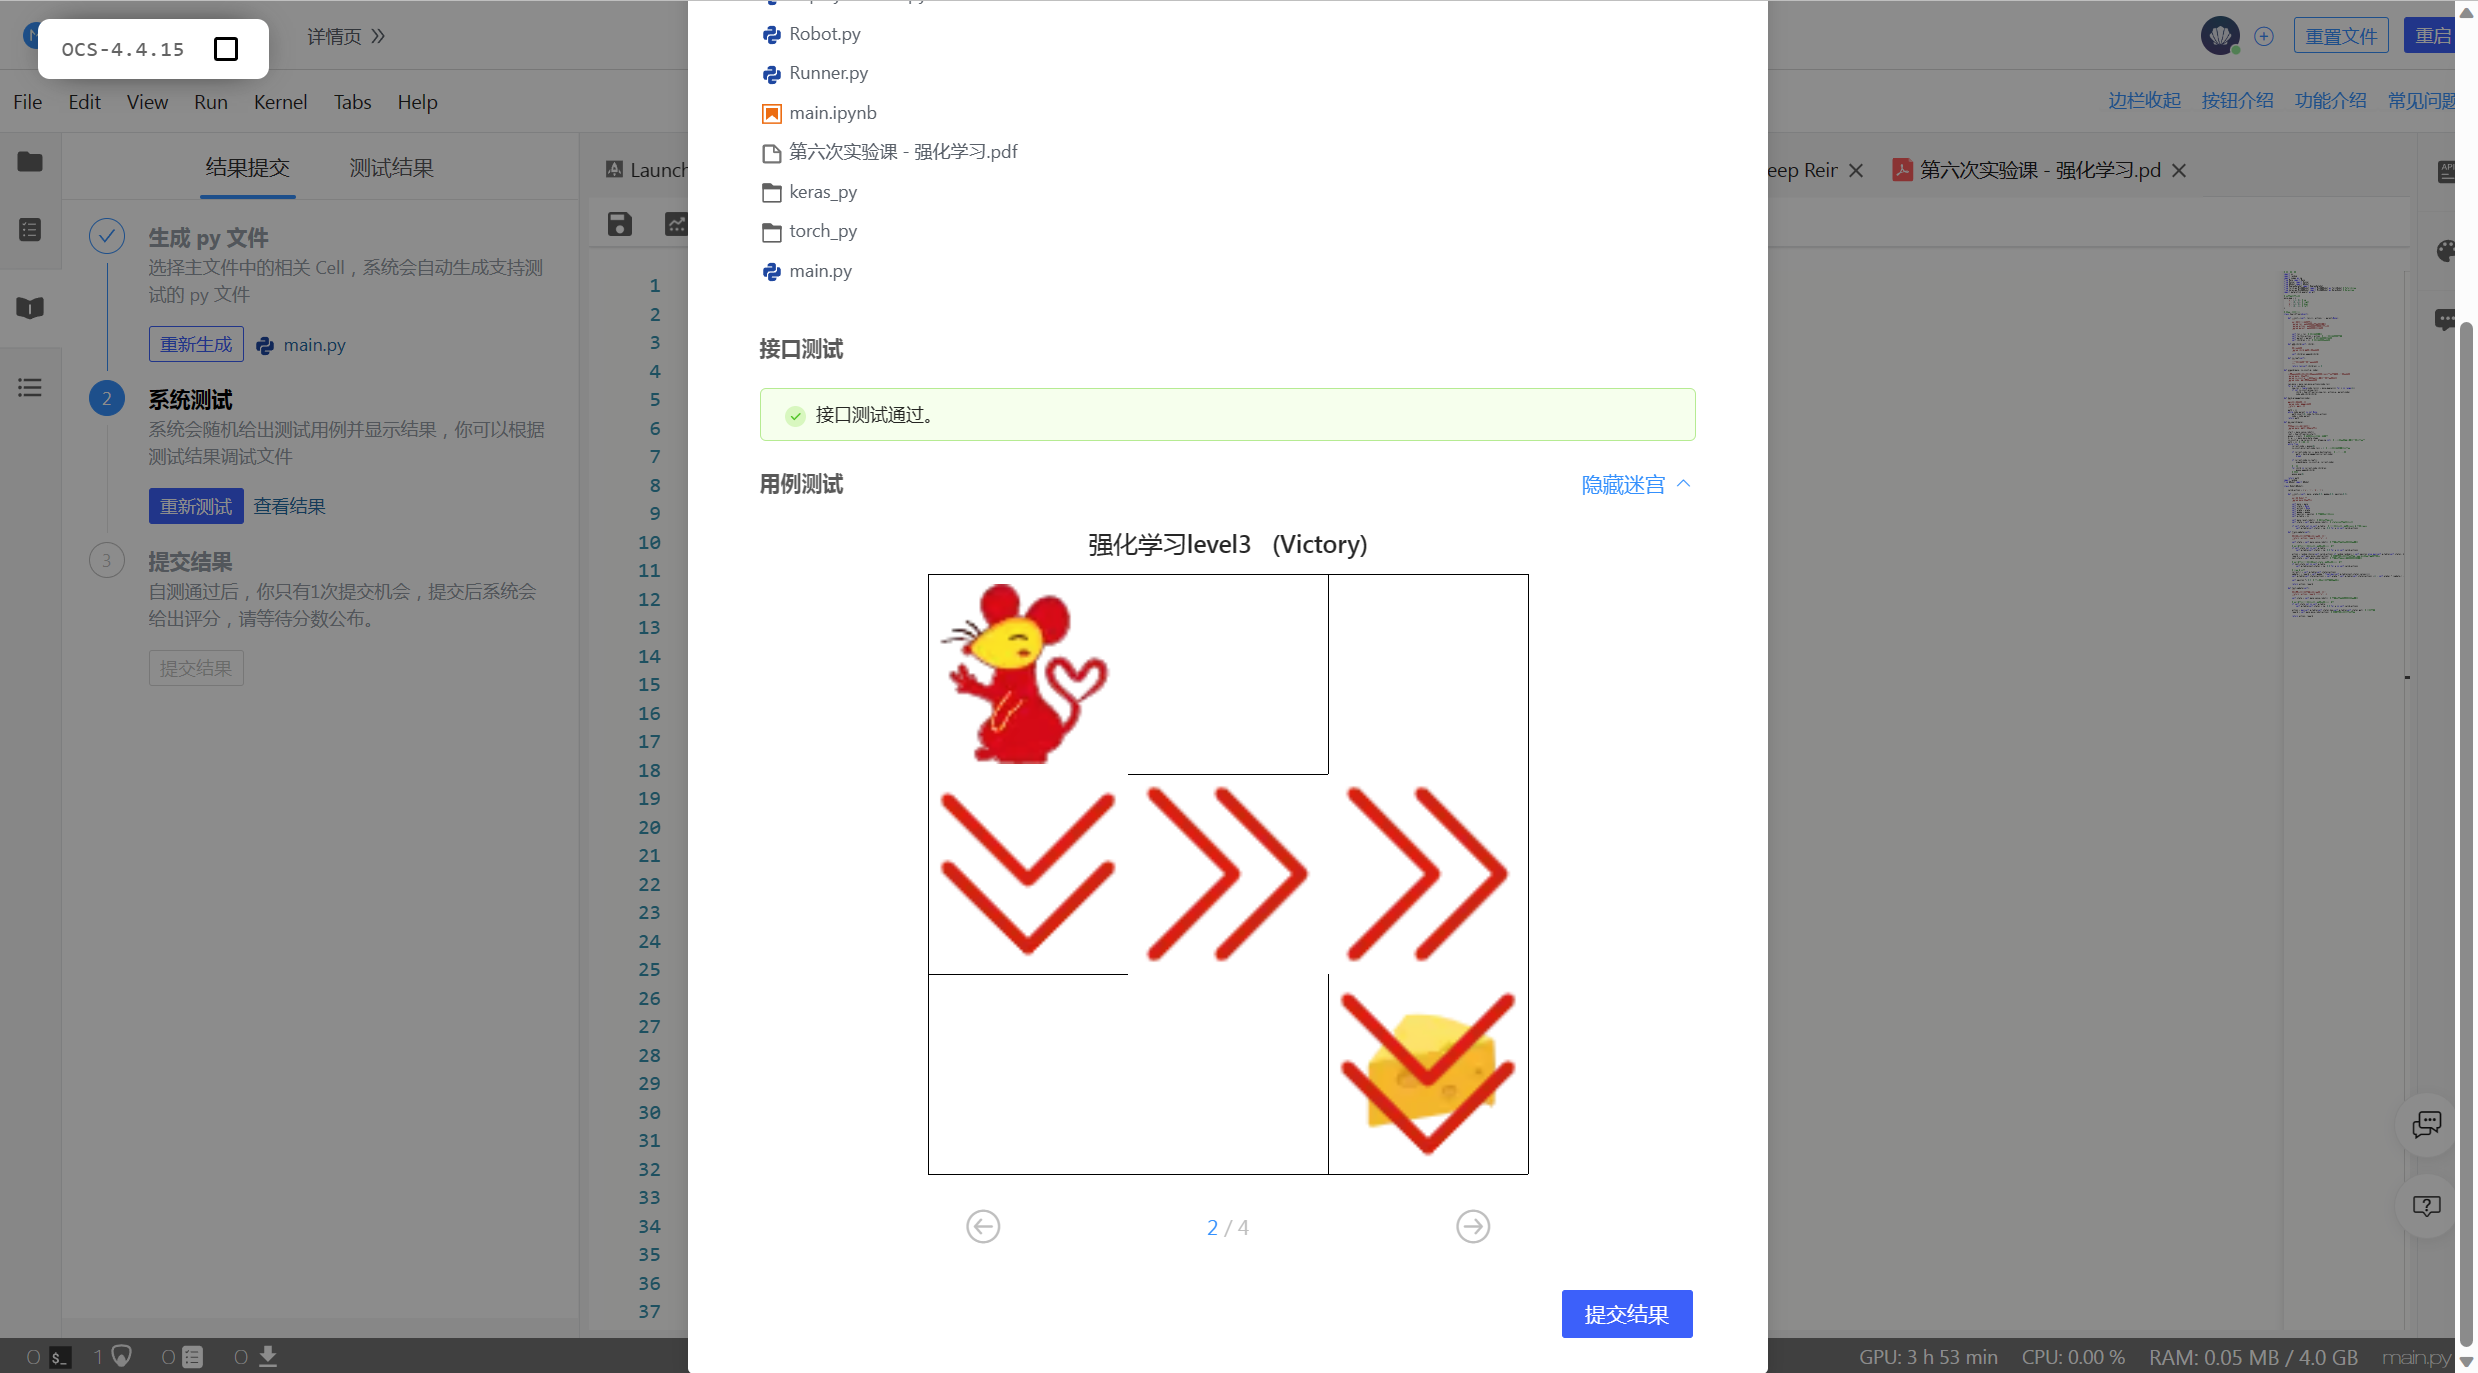 OCS-4.4.15
详情页
重置文件
重启
File Edit View Run Kernel Tabs Help
边栏收起 按钮介绍 功能介绍 常见问题
结果提交 测试结果
生成 py 文件
选择主文件中的相关 Cell，系统会自动生成支持测
试的 py 文件
重新生成 main.py
2 系统测试
系统会随机给出测试用例并显示结果，你可以根据
测试结果调试文件
重新测试 查看结果
3 提交结果
自测通过后，你只有1次提交机会，提交后系统会
给出评分，请等待分数公布。
提交结果
Launch
eep Rein
第六次实验课 - 强化学习.pd
1
2
3
4
5
6
7
8
9
10
11
12
13
14
15
16
17
18
19
20
21
22
23
24
25
26
27
28
29
30
31
32
33
34
35
36
37
Robot.py
Runner.py
main.ipynb
第六次实验课 - 强化学习.pdf
keras_py
torch_py
main.py
接口测试
接口测试通过。
用例测试
隐藏迷宫
强化学习level3 (Victory)
2 / 4
提交结果
0 $_ 1 0 0
GPU: 3 h 53 min CPU: 0.00 % RAM: 0.05 MB / 4.0 GB main.py